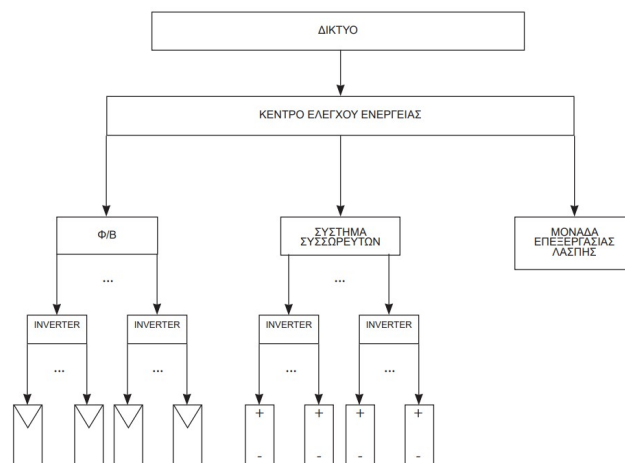 ΔΙΚΤΥΟ
ΚΕΝΤΡΟ ΕΛΕΓΧΟΥ ΕΝΕΡΓΕΙΑΣ
Φ/Β
ΣΥΣΤΗΜΑ
ΣΥΣΣΩΡΕΥΤΩΝ
ΜΟΝΑΔΑ
ΕΠΕΞΕΡΓΑΣΙΑΣ
ΛΑΣΠΗΣ
...
...
INVERTER
INVERTER
INVERTER
INVERTER
...
...
...
...
+
+
+
+
-
-
-
-